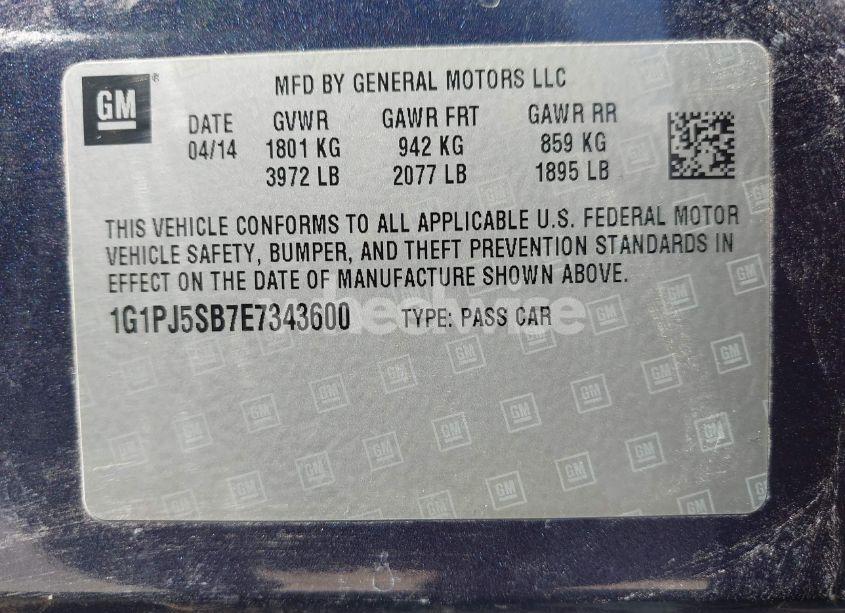 GM
MFD BY GENERAL MOTORS LLC
DATE GVWR GAWR FRT GAWR RR
04/14 1801 KG 942 KG 859 KG
3972 LB 2077 LB 1895 LB
THIS VEHICLE CONFORMS TO ALL APPLICABLE U.S. FEDERAL MOTOR
VEHICLE SAFETY, BUMPER, AND THEFT PREVENTION STANDARDS IN
EFFECT ON THE DATE OF MANUFACTURE SHOWN ABOVE.
1G1PJ5SB7E7343600 TYPE: PASS CAR